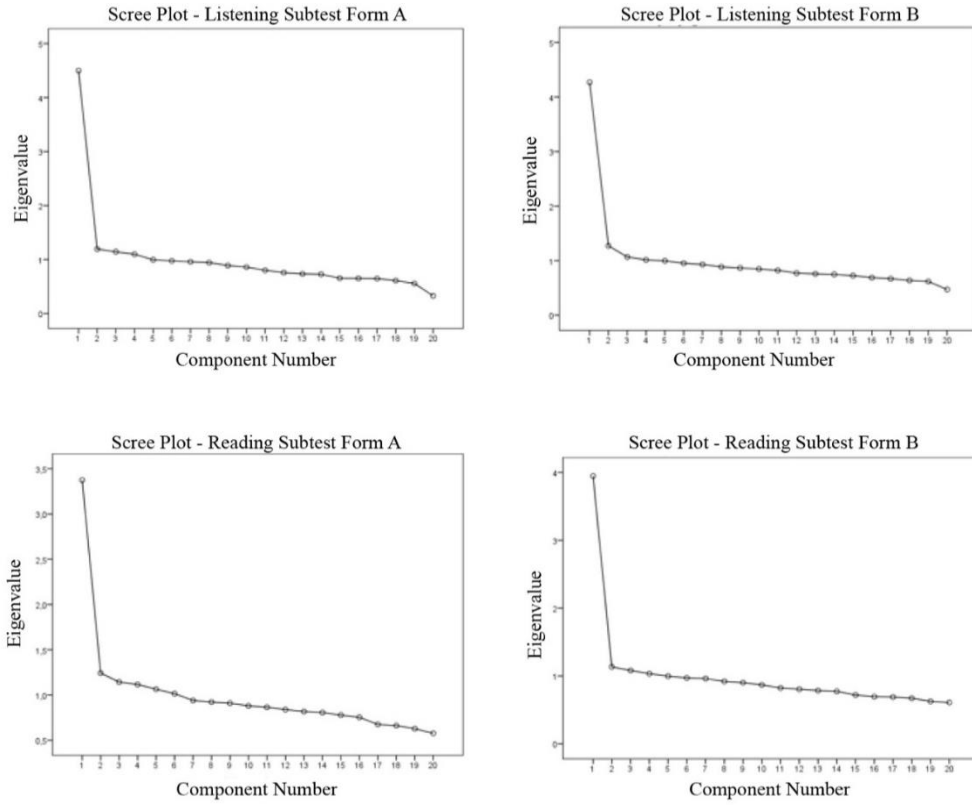 Scree Plot - Listening Subtest Form A
5
4
3
2
1
0
Eigenvalue
1 2 3 4 5 6 7 8 9 10 11 12 13 14 15 16 17 18 19 20
Component Number
Scree Plot - Listening Subtest Form B
5
4
3
2
1
0
Eigenvalue
1 2 3 4 5 6 7 8 9 10 11 12 13 14 15 16 17 18 19 20
Component Number
Scree Plot - Reading Subtest Form A
3,5
3,0
2,5
2,0
1,5
1,0
0,5
Eigenvalue
1 2 3 4 5 6 7 8 9 10 11 12 13 14 15 16 17 18 19 20
Component Number
Scree Plot - Reading Subtest Form B
4
3
2
1
0
Eigenvalue
1 2 3 4 5 6 7 8 9 10 11 12 13 14 15 16 17 18 19 20
Component Number